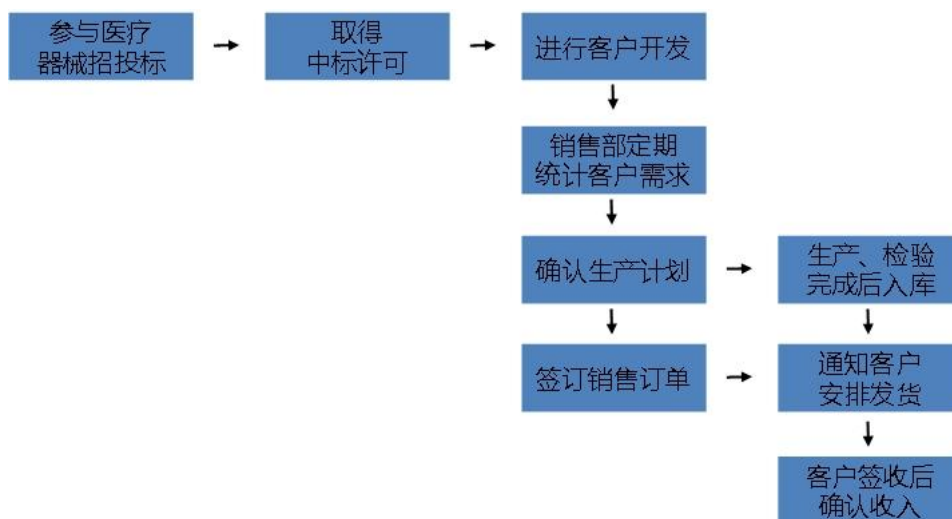 参与医疗
器械招投标
取得
中标许可
进行客户开发
销售部定期
统计客户需求
确认生产计划
生产、检验
完成后入库
签订销售订单
通知客户
安排发货
客户签收后
确认收入